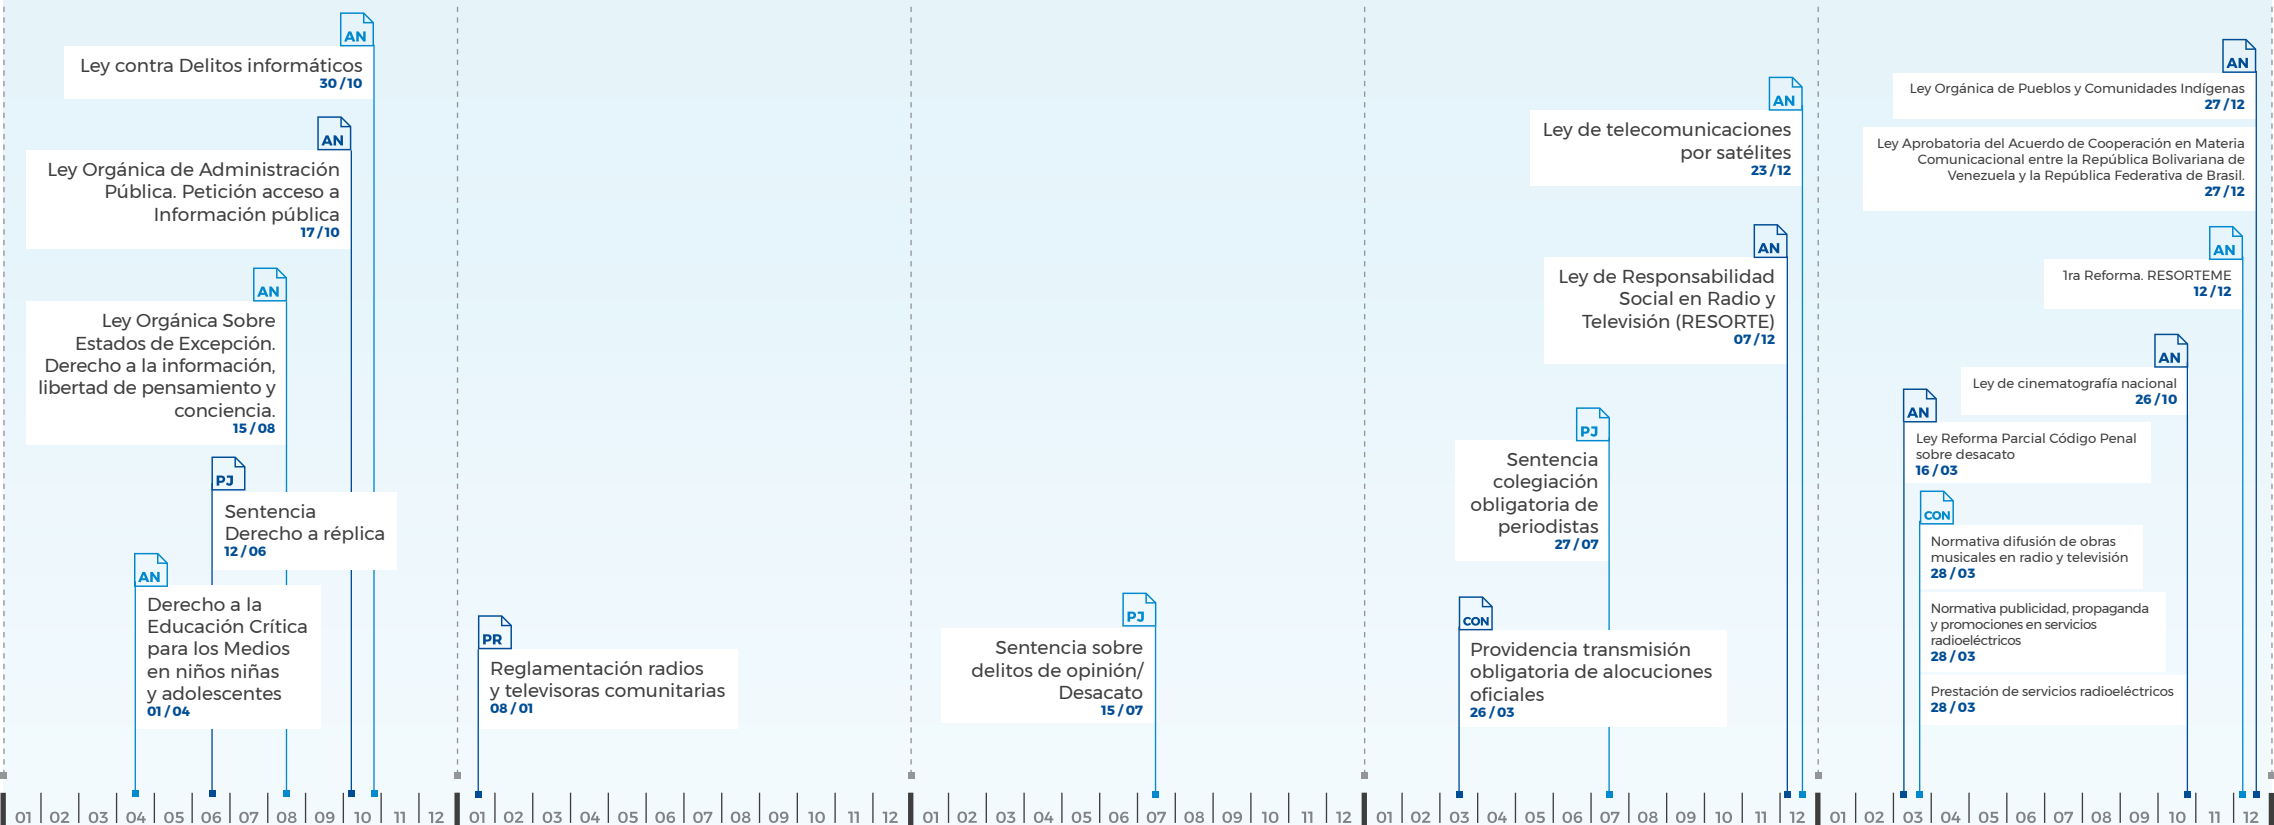 AN
Ley contra Delitos informáticos
30/10
AN
Ley Orgánica de Administración
Pública. Petición acceso a
Información pública
17/10
AN
Ley Orgánica Sobre
Estados de Excepción.
Derecho a la información,
libertad de pensamiento y
conciencia.
15/08
PJ
Sentencia
Derecho a réplica
12/06
AN
Derecho a la
Educación Crítica
para los Medios
en niños niñas
y adolescentes
01/04
PR
Reglamentación radios
y televisoras comunitarias
08/01
PJ
Sentencia sobre
delitos de opinión/
Desacato
15/07
AN
Ley de telecomunicaciones
por satélites
23/12
AN
Ley de Responsabilidad
Social en Radio y
Televisión (RESORTE)
07/12
PJ
Sentencia
colegiación
obligatoria de
periodistas
27/07
CON
Providencia transmisión
obligatoria de alocuciones
oficiales
26/03
AN
Ley Orgánica de Pueblos y Comunidades Indígenas
27/12
Ley Aprobatoria del Acuerdo de Cooperación en Materia
Comunicacional entre la República Bolivariana de
Venezuela y la República Federativa de Brasil.
27/12
AN
1ra Reforma. RESORTEME
12/12
AN
Ley de cinematografía nacional
26/10
AN
Ley Reforma Parcial Código Penal
sobre desacato
16/03
CON
Normativa difusión de obras
musicales en radio y televisión
28/03
Normativa publicidad, propaganda
y promociones en servicios
radioeléctricos
28/03
Prestación de servicios radioeléctricos
28/03
01 02 03 04 05 06 07 08 09 10 11 12 01 02 03 04 05 06 07 08 09 10 11 12 01 02 03 04 05 06 07 08 09 10 11 12 01 02 03 04 05 06 07 08 09 10 11 12 01 02 03 04 05 06 07 08 09 10 11 12